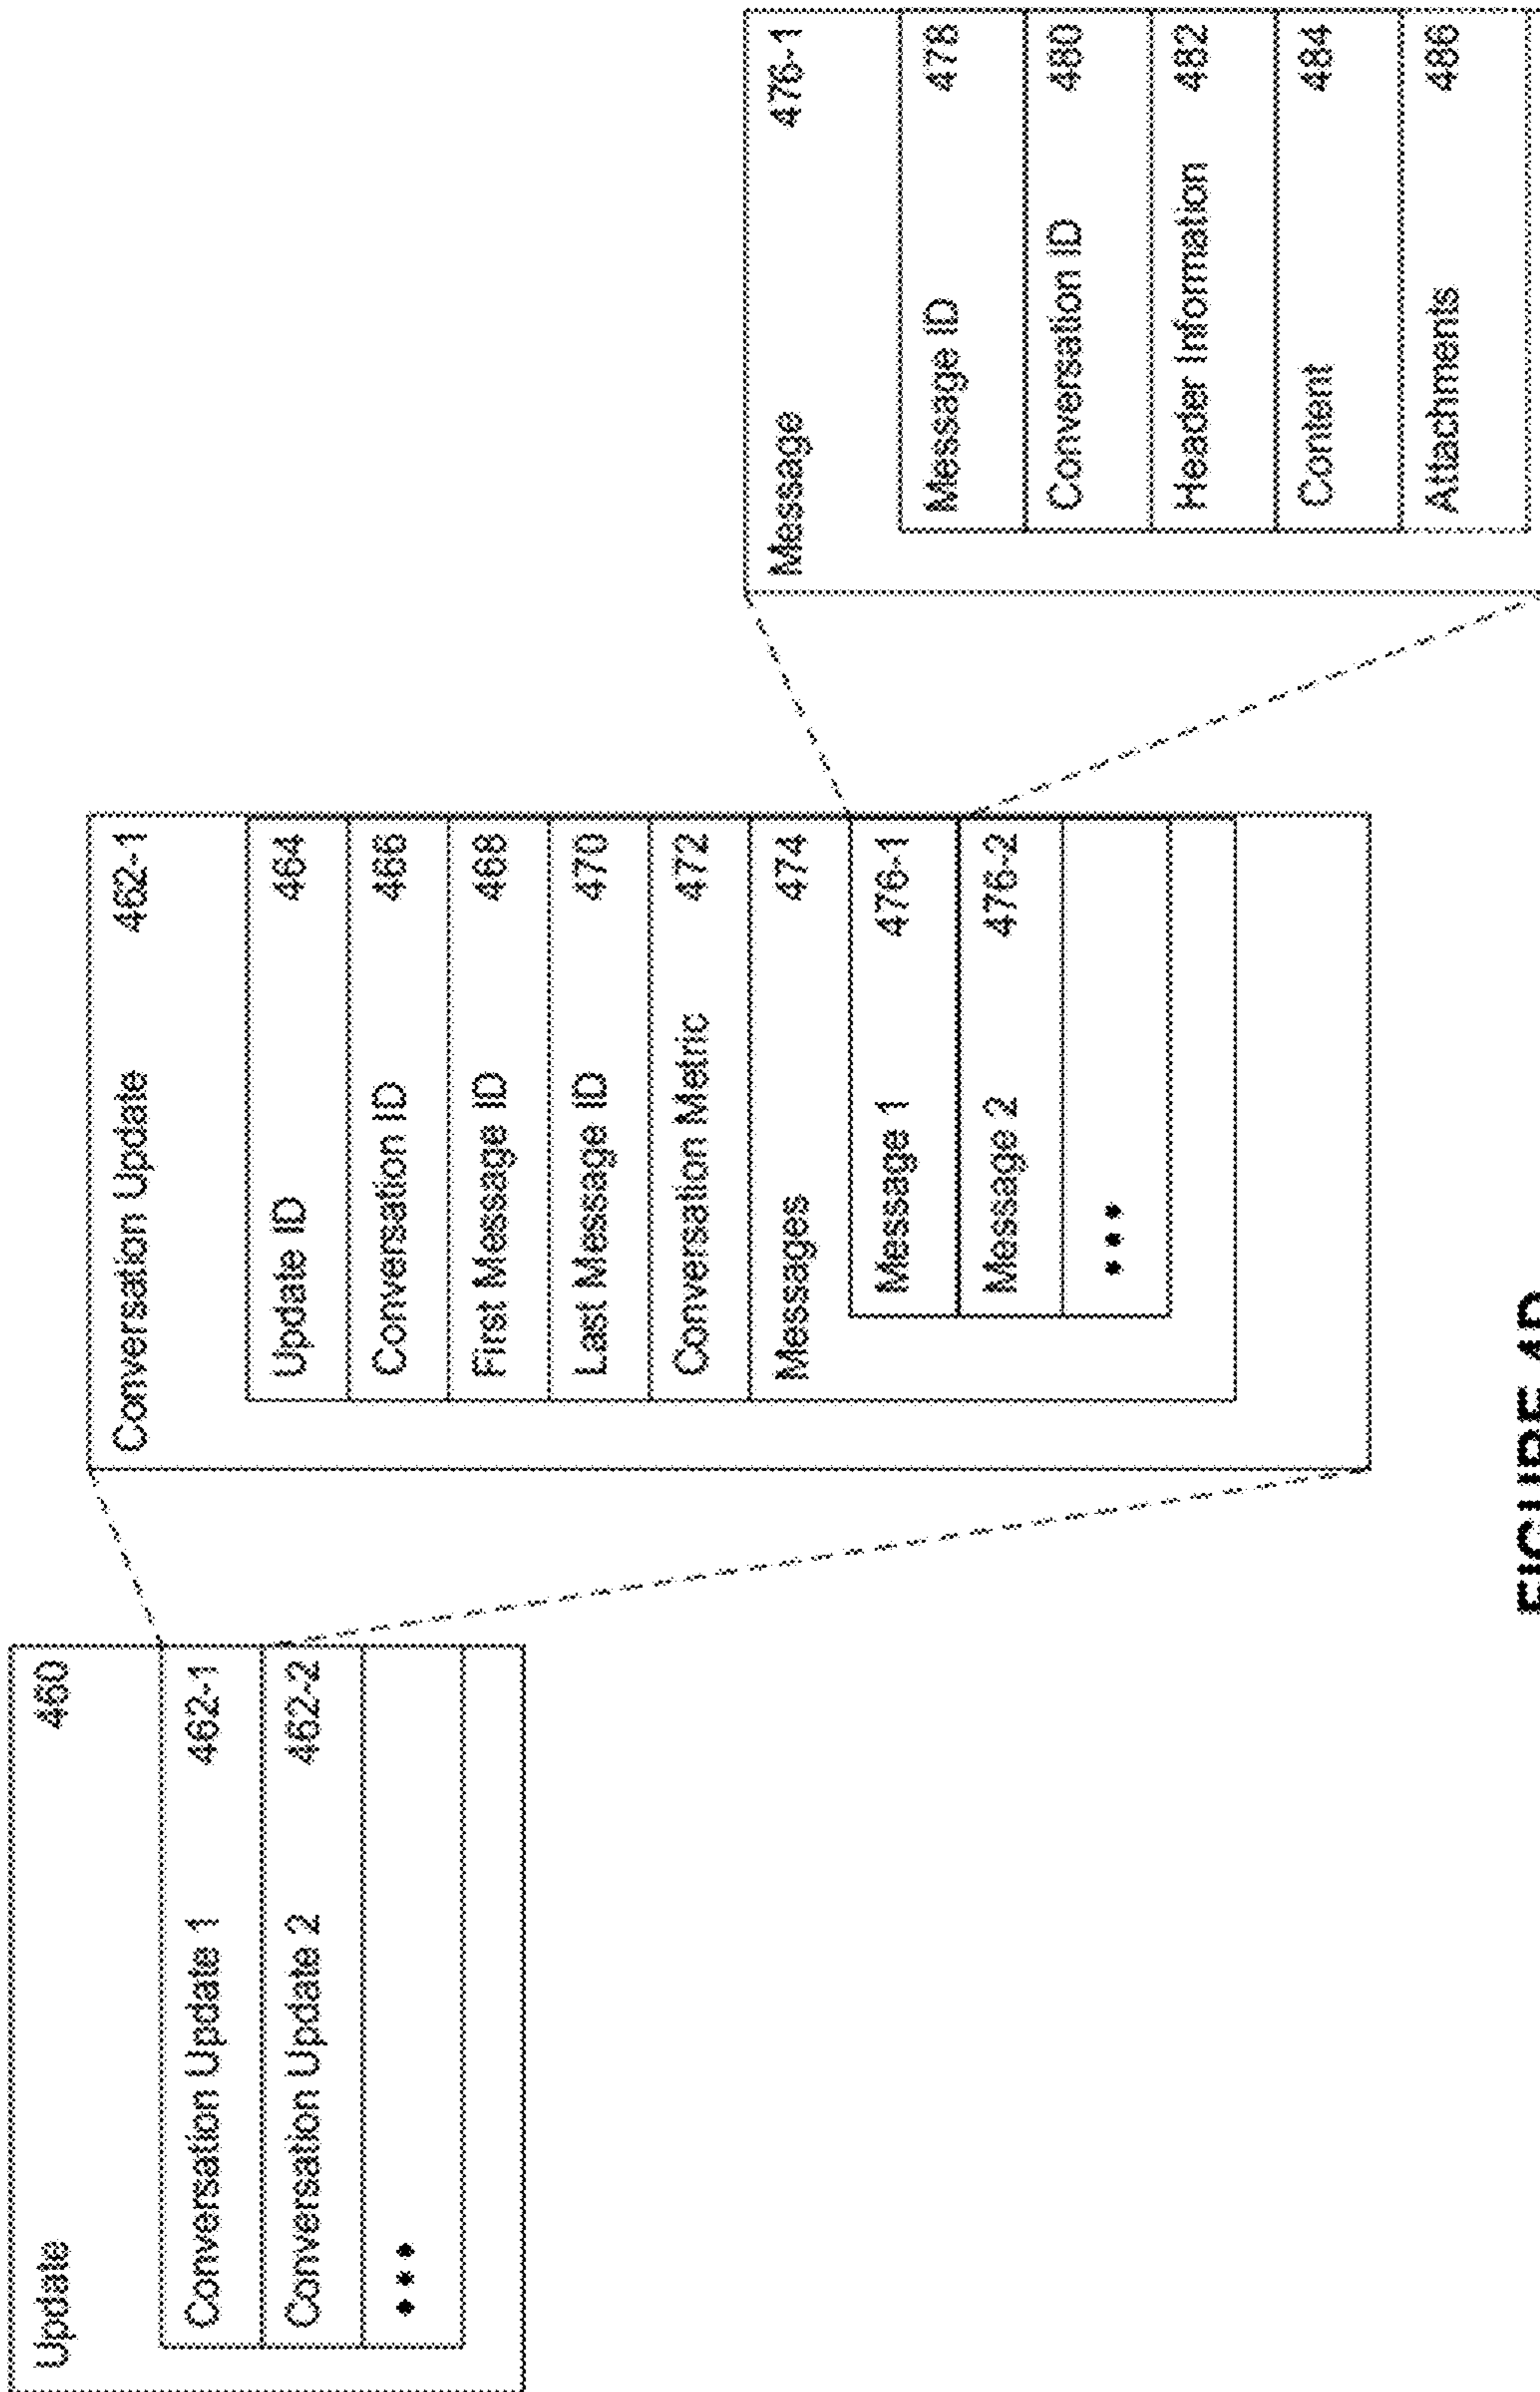 Update 460
Conversation Update 1 462-1
Conversation Update 2 462-2
•••
Conversation Update 462-1
Update ID 464
Conversation ID 466
First Message ID 468
Last Message ID 470
Conversation Metric 472
Messages 474
Message 1 476-1
Message 2 476-2
•••
Message 476-1
Message ID 478
Conversation ID 480
Header Information 482
Content 484
Attachments 486
FIGURE 4D